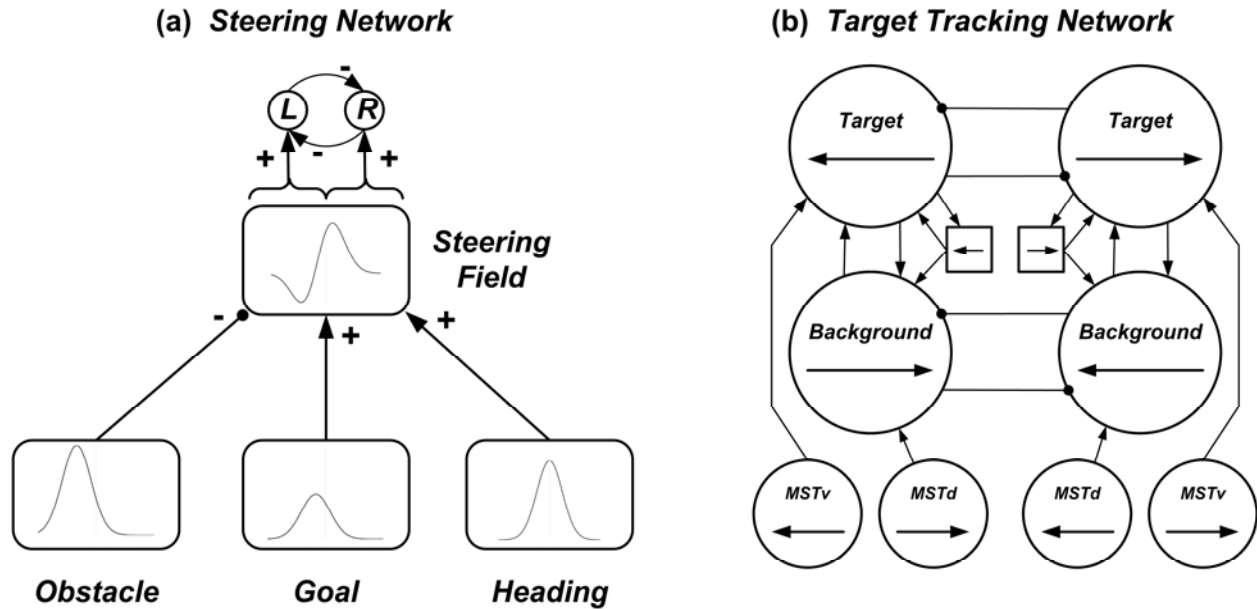 (a) Steering Network
-
L R
-
+ +
Steering
Field
-
+
+
Obstacle
Goal
Heading
(b) Target Tracking Network
Target
Target
Background
Background
MSTv
MSTd
MSTd
MSTv